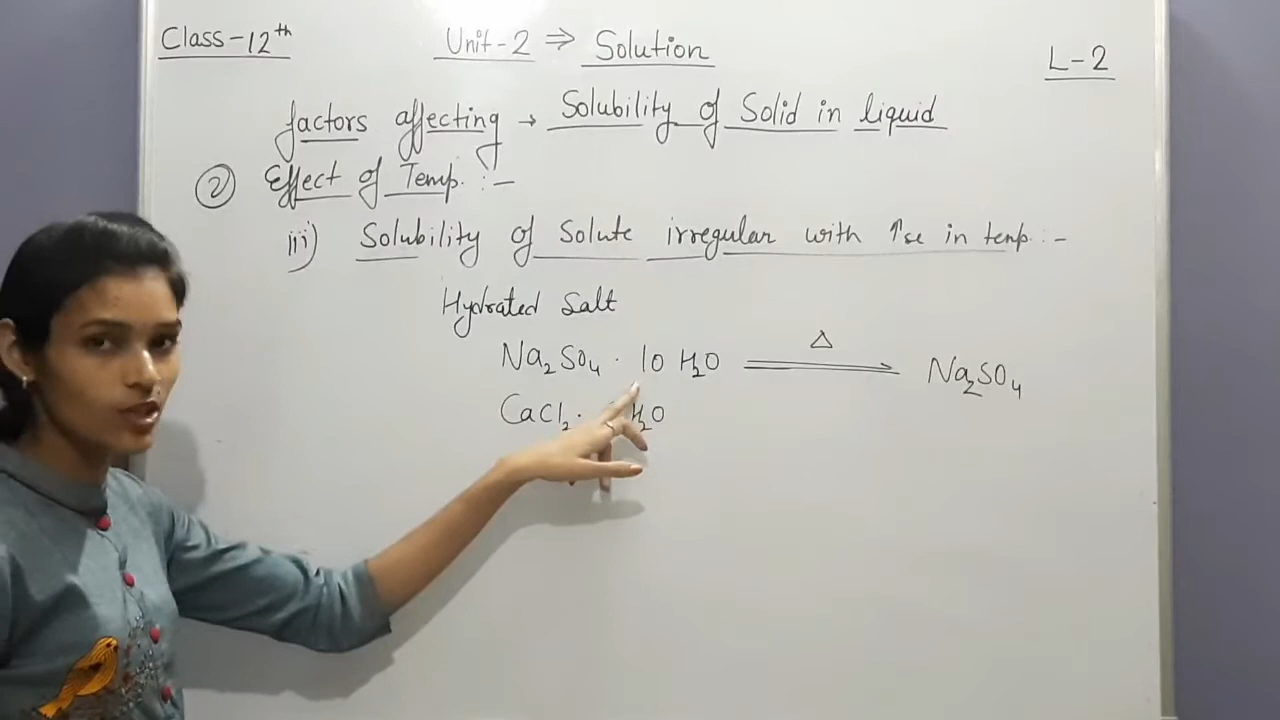 Class-12th
Unit-2 ⇒ Solution
L-2
factors affecting → Solubility of Solid in liquid
② Effect of Temp. :-
iii) Solubility of Solute irregular with ↑se in temp :-
Hydrated Salt
Na₂SO₄ · 10 H₂O
Δ
Na₂SO₄
CaCl₂ · H₂O